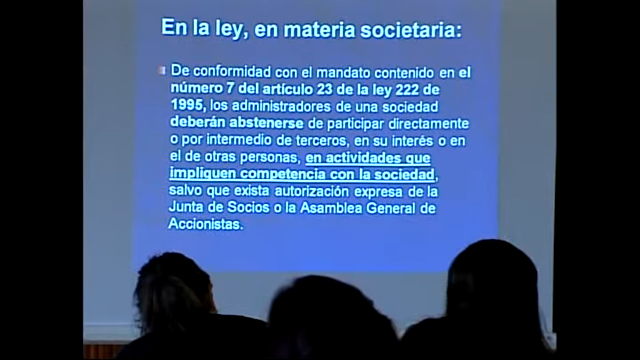 En la ley, en materia societaria:
De conformidad con el mandato contenido en el
número 7 del artículo 23 de la ley 222 de
1995, los administradores de una sociedad
deberán abstenerse de participar directamente
o por intermedio de terceros, en su interés o en
el de otras personas, en actividades que
impliquen competencia con la sociedad,
salvo que exista autorización expresa de la
Junta de Socios o la Asamblea General de
Accionistas.